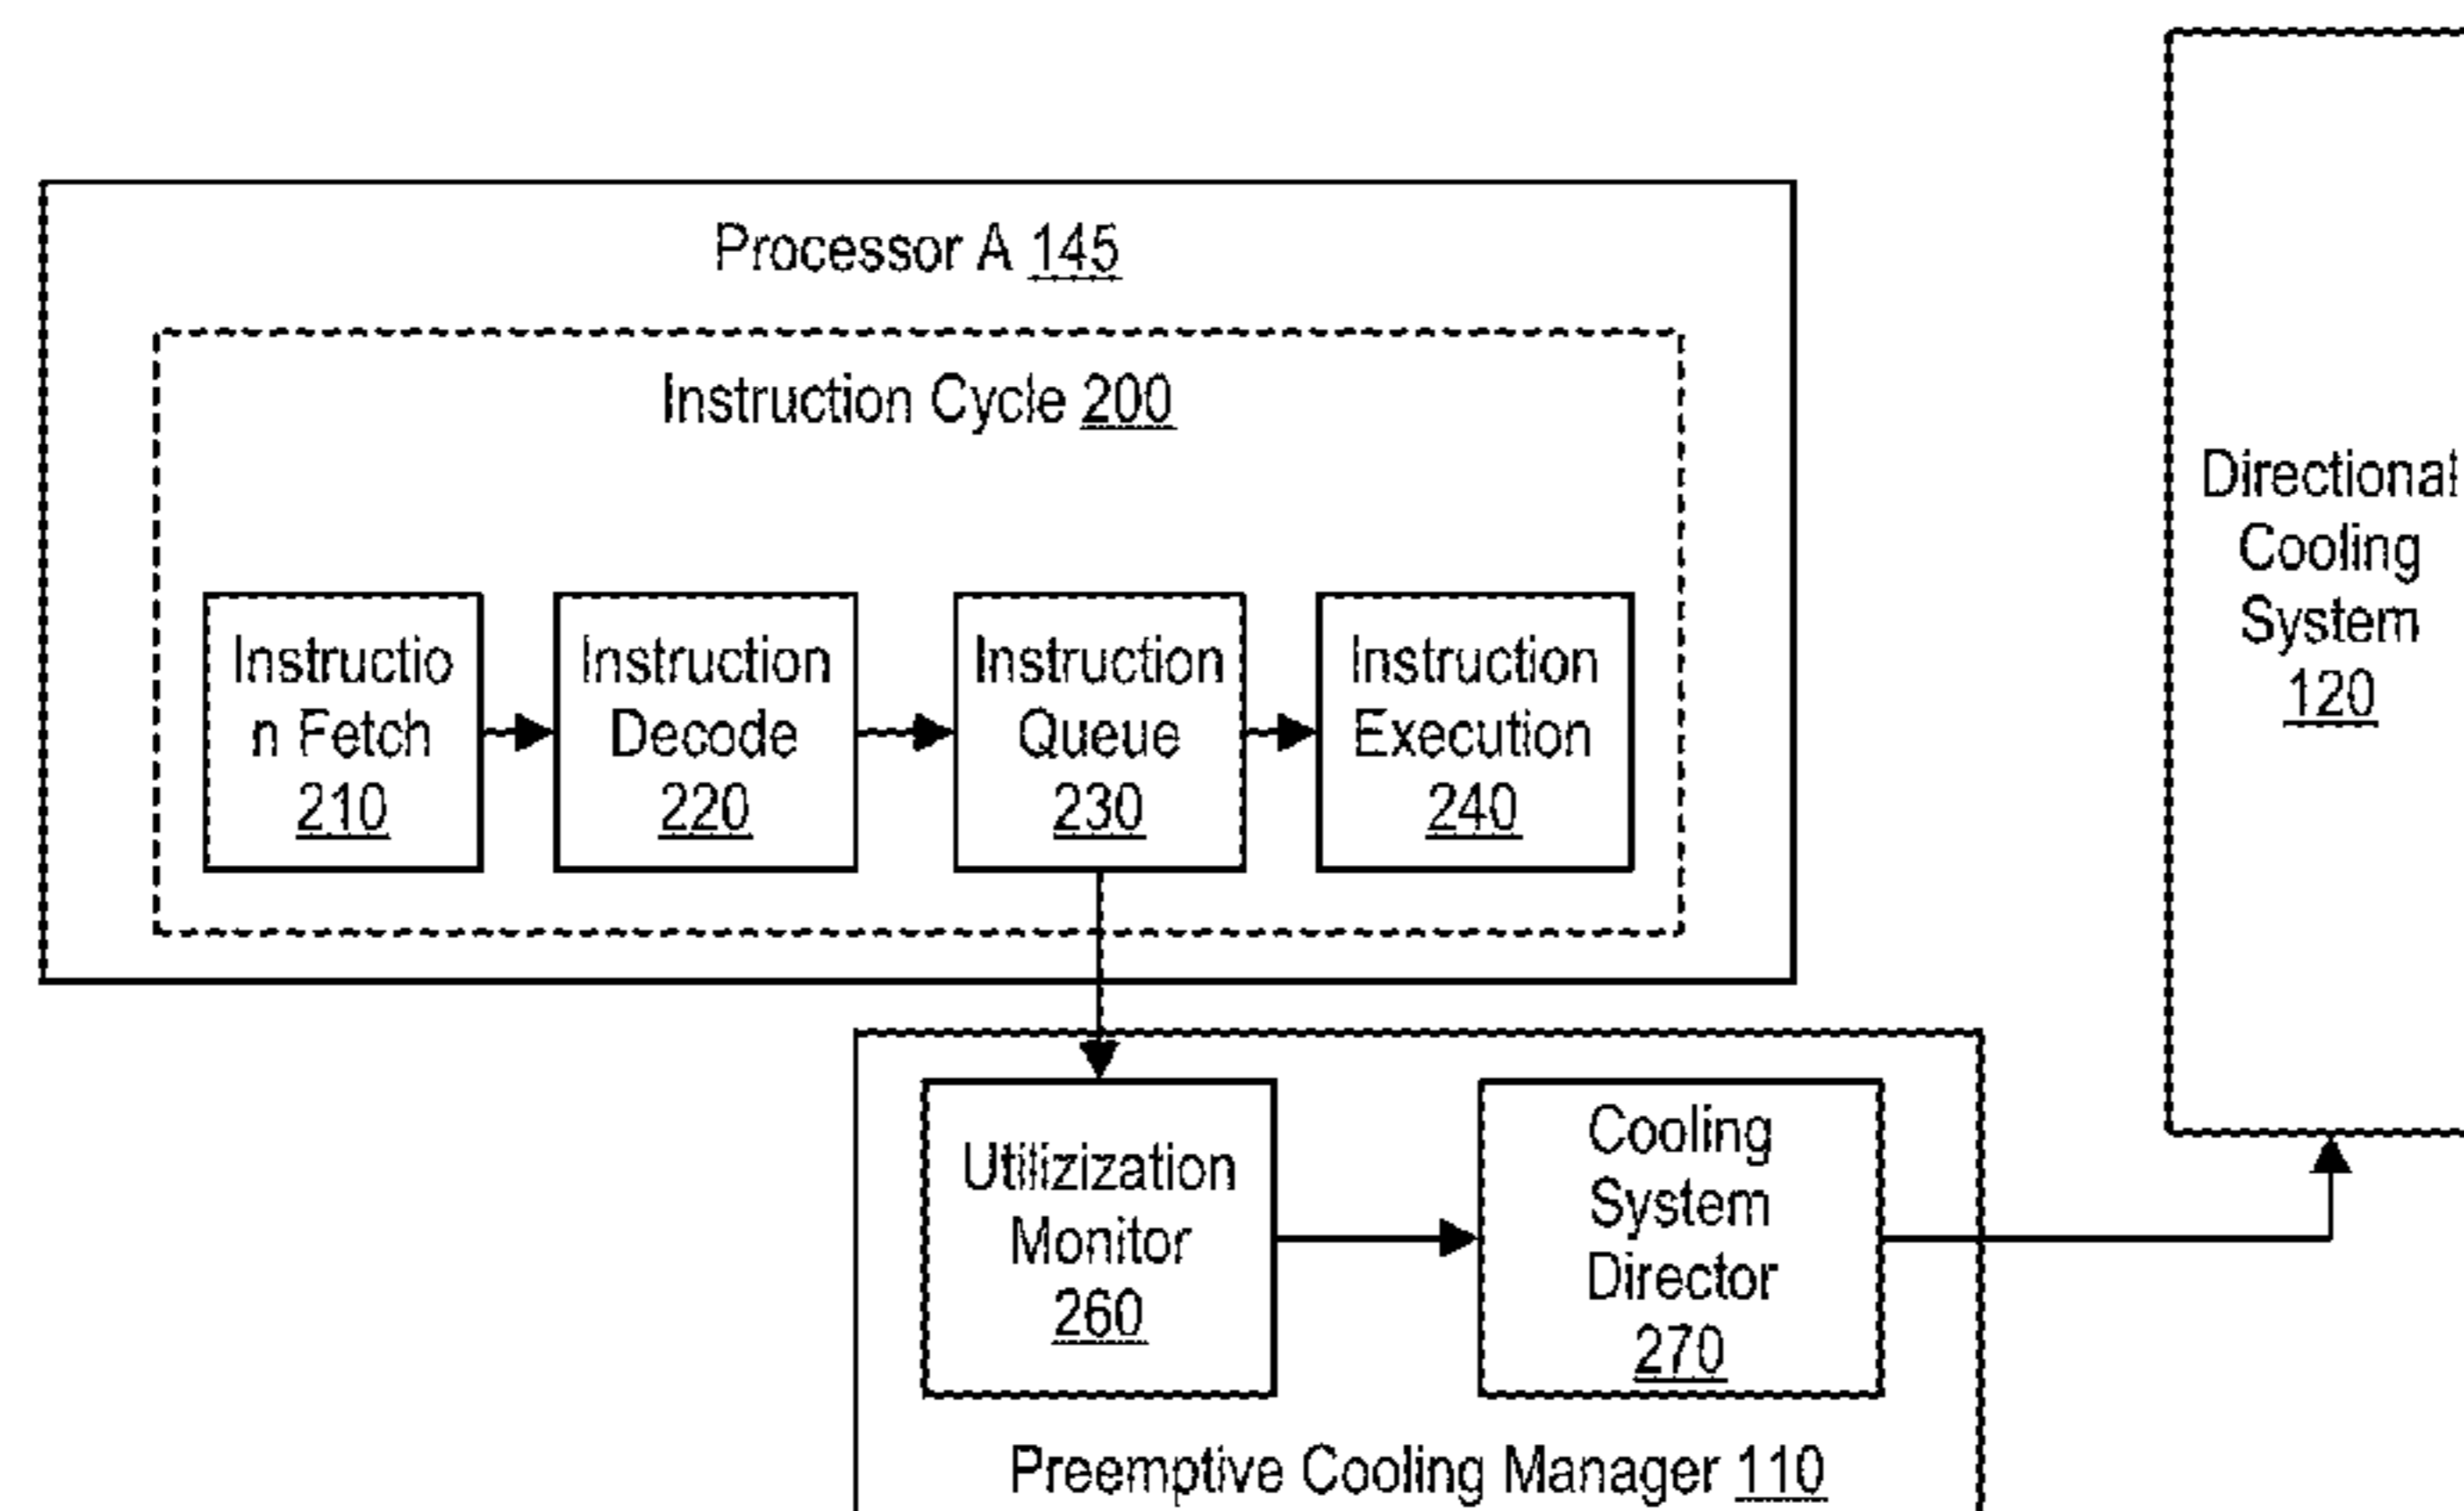 Processor A 145
Instruction Cycle 200
Instructio
n Fetch
210
Instruction
Decode
220
Instruction
Queue
230
Instruction
Execution
240
Directional
Cooling
System
120
Utilizization
Monitor
260
Cooling
System
Director
270
Preemptive Cooling Manager 110